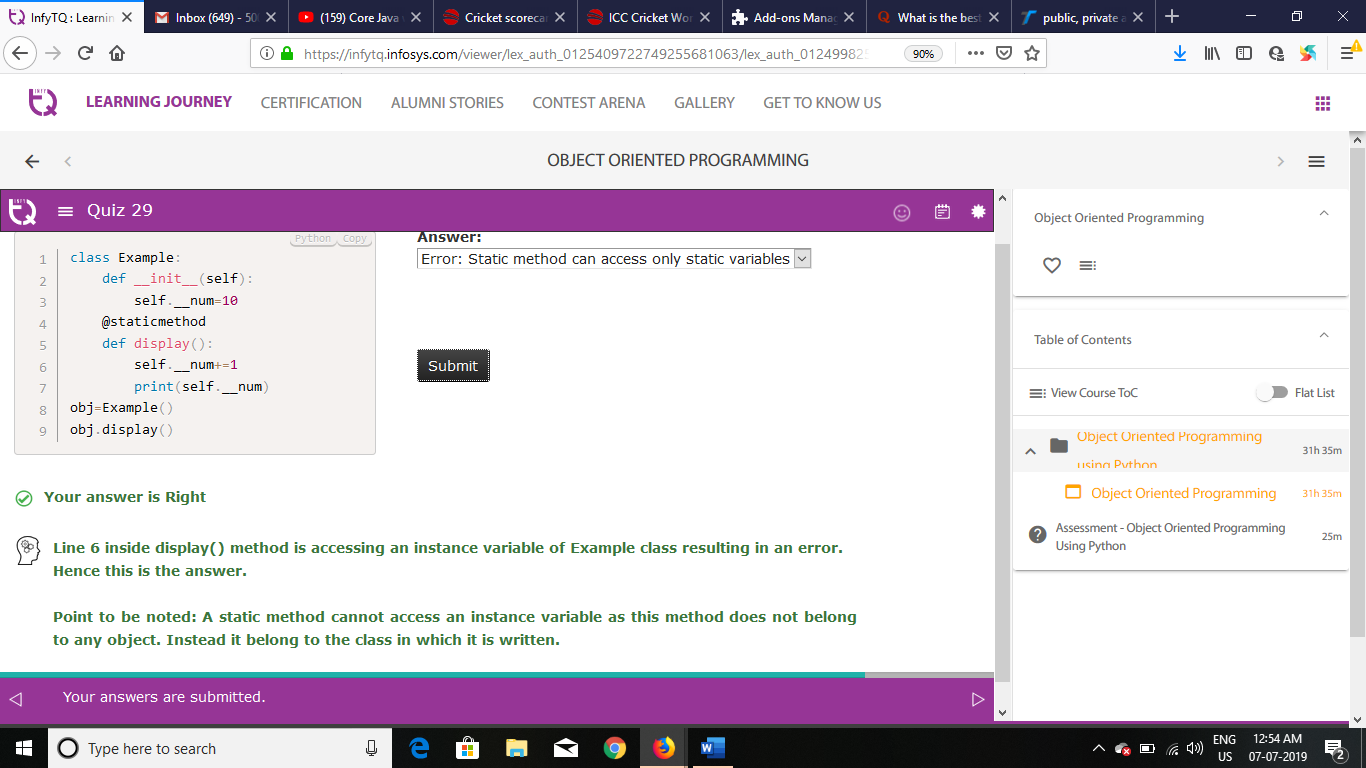 InfyTQ : Learnin
Inbox (649) - 50
(159) Core Java
Cricket scoreca
ICC Cricket Wo
Add-ons Mana
What is the best
public, private a
https://infytq.infosys.com/viewer/lex_auth_0125409722749255681063/lex_auth_01249982
90%
INFY TQ
LEARNING JOURNEY
CERTIFICATION
ALUMNI STORIES
CONTEST ARENA
GALLERY
GET TO KNOW US
OBJECT ORIENTED PROGRAMMING
Quiz 29
Python
Copy
1 class Example:
2 def __init__(self):
3 self.__num=10
4 @staticmethod
5 def display():
6 self.__num+=1
7 print(self.__num)
8 obj=Example()
9 obj.display()
Answer:
Error: Static method can access only static variables
Submit
Your answer is Right
Line 6 inside display() method is accessing an instance variable of Example class resulting in an error.
Hence this is the answer.
Point to be noted: A static method cannot access an instance variable as this method does not belong
to any object. Instead it belong to the class in which it is written.
Your answers are submitted.
Object Oriented Programming
Table of Contents
View Course ToC
Flat List
Object Oriented Programming
using Python
31h 35m
Object Oriented Programming
31h 35m
Assessment - Object Oriented Programming
Using Python
25m
Type here to search
ENG
US
12:54 AM
07-07-2019
2